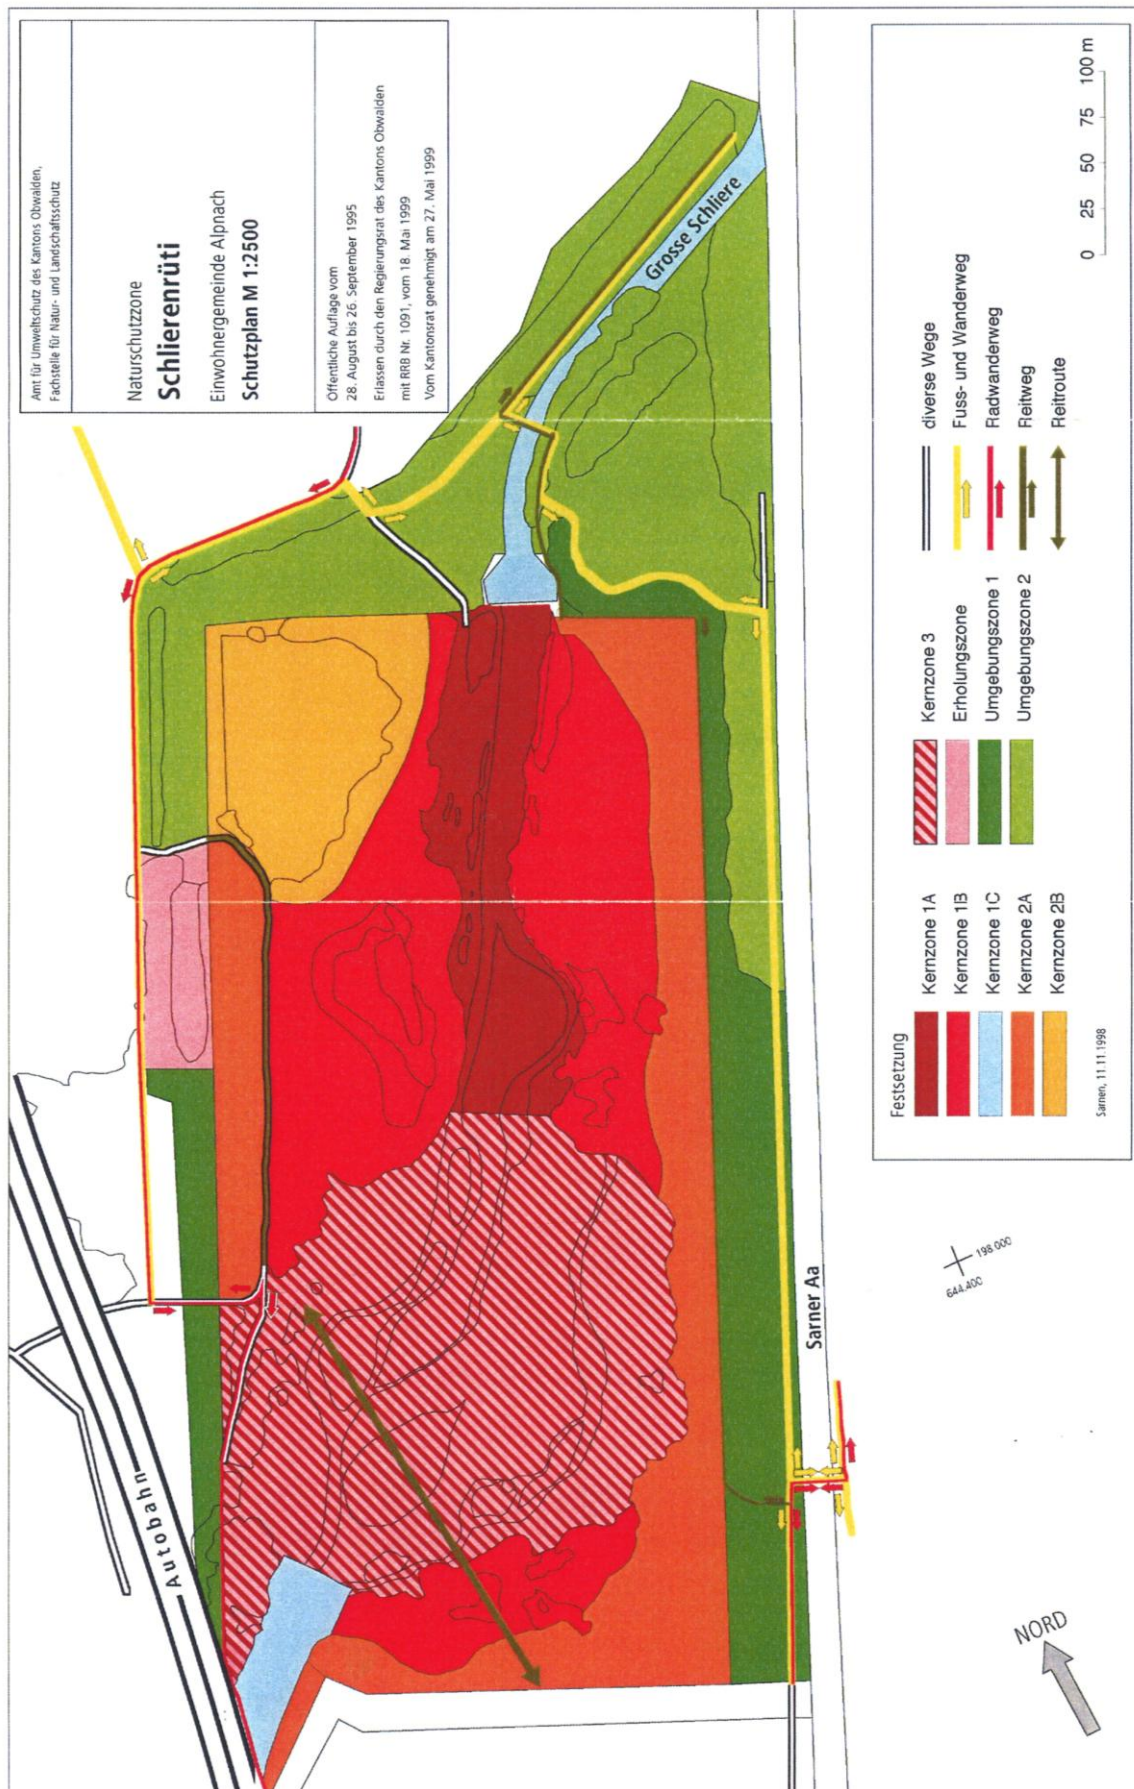 Amt für Umweltschutz des Kantons Obwalden,
Fachstelle für Natur- und Landschaftsschutz
Naturschutzzone
Schlierenrüti
Einwohnergemeinde Alpnach
Schutzplan M 1:2500
Öffentliche Auflage vom
28. August bis 26. September 1995
Erlassen durch den Regierungsrat des Kantons Obwalden
mit RRB Nr. 1091, vom 18. Mai 1999
Vom Kantonsrat genehmigt am 27. Mai 1999
Autobahn
Grosse Schliere
Sarner Aa
644.400
198.000
NORD
Festsetzung
Kernzone 1A
Kernzone 1B
Kernzone 1C
Kernzone 2A
Kernzone 2B
Kernzone 3
Erholungszone
Umgebungszone 1
Umgebungszone 2
diverse Wege
Fuss- und Wanderweg
Radwanderweg
Reitweg
Reitroute
0 25 50 75 100 m
Sarnen, 11.11.1998